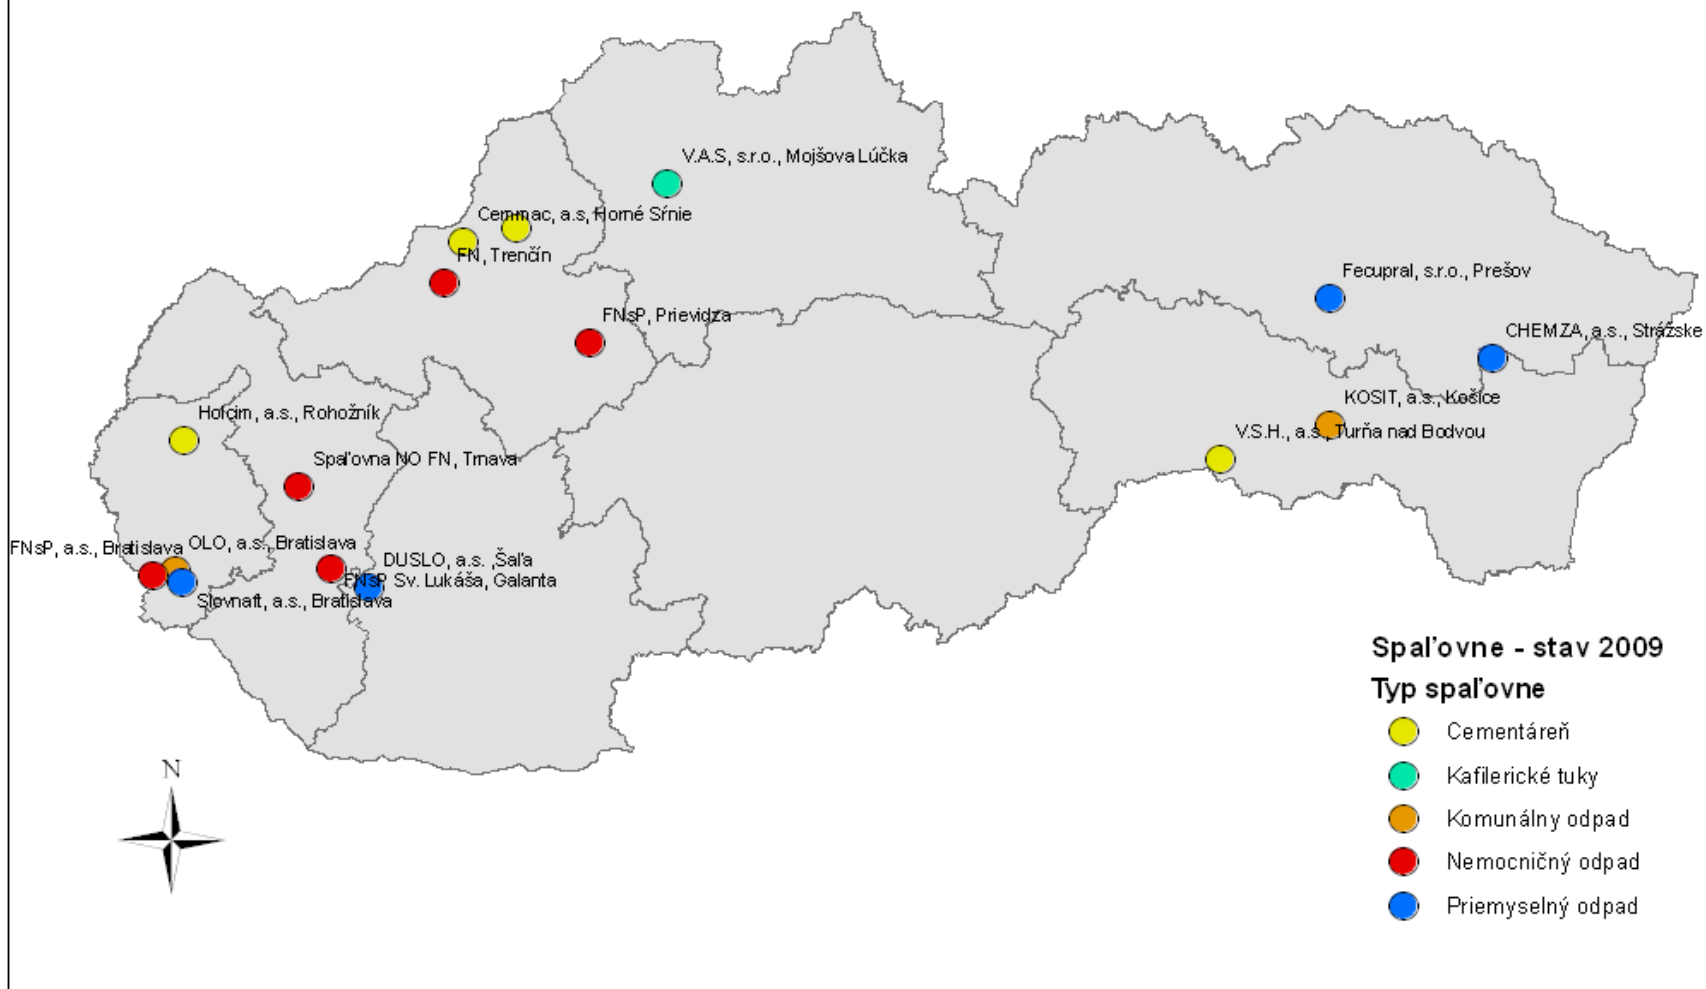 V.A.S, s.r.o., Mojšova Lúčka
Cemmac, a.s, Horné Sŕnie
FN, Trenčín
Fecupral, s.r.o., Prešov
FNsP, Prievidza
CHEMZA, a.s., Strážske
KOSIT, a.s., Košice
Holcim, a.s., Rohožník
V.S.H., a.s., Turňa nad Bodvou
Spaľovna NO FN, Trnava
FNsP, a.s., Bratislava
OLO, a.s., Bratislava
DUSLO, a.s. ,Šaľa
FNsP Sv. Lukáša, Galanta
Slovnaft, a.s., Bratislava
Spaľovne - stav 2009
Typ spaľovne
Cementáreň
Kafilerické tuky
Komunálny odpad
Nemocničný odpad
Priemyselný odpad
N